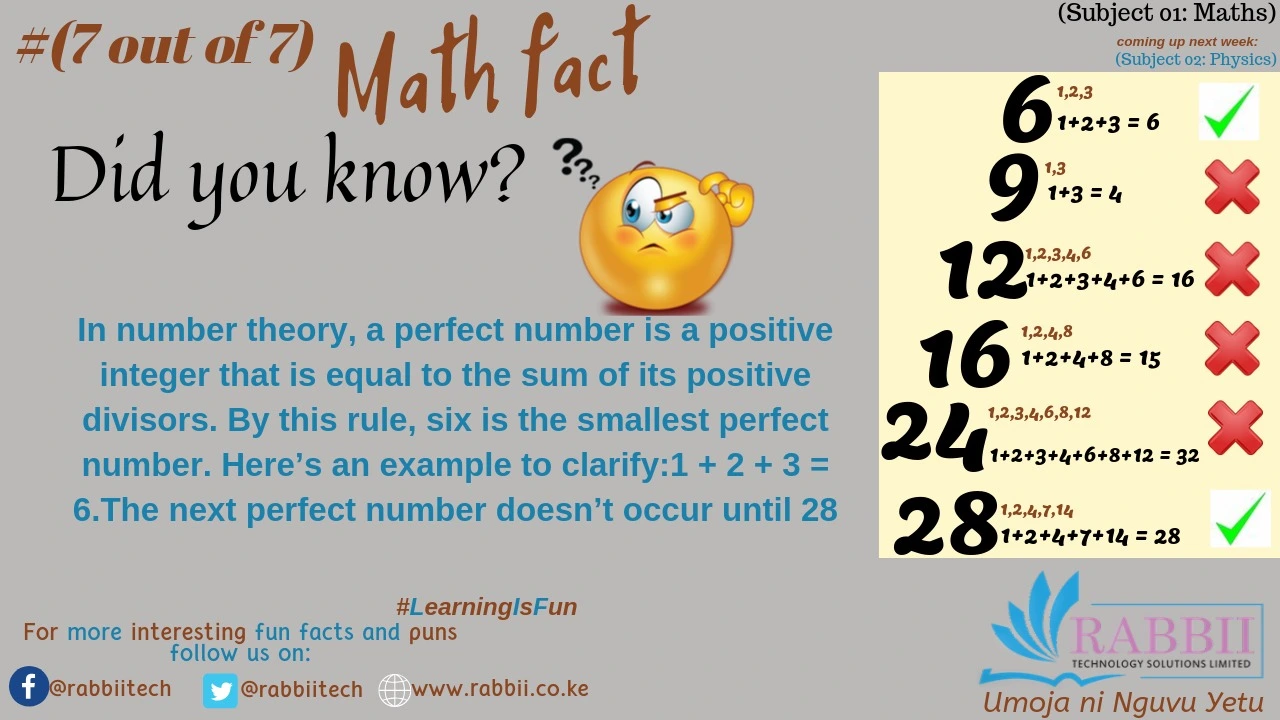 #(7 out of 7) Math fact
Did you know?
???
In number theory, a perfect number is a positive
integer that is equal to the sum of its positive
divisors. By this rule, six is the smallest perfect
number. Here's an example to clarify:1 + 2 + 3 =
6.The next perfect number doesn't occur until 28
(Subject 01: Maths)
coming up next week:
(Subject 02: Physics)
6 1,2,3
1+2+3 = 6
9 1,3
1+3 = 4
12 1,2,3,4,6
1+2+3+4+6 = 16
16 1,2,4,8
1+2+4+8 = 15
24 1,2,3,4,6,8,12
1+2+3+4+6+8+12 = 32
28 1,2,4,7,14
1+2+4+7+14 = 28
#LearningIsFun
For more interesting fun facts and puns
follow us on:
@rabbiitech @rabbiitech www.rabbii.co.ke
RABBII
TECHNOLOGY SOLUTIONS LIMITED
Umoja ni Nguvu Yetu